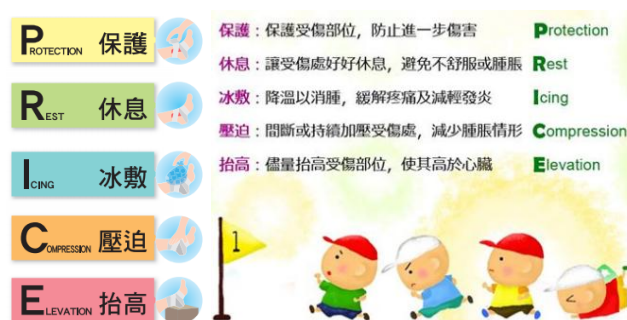 PROTECTION 保護
REST 休息
ICING 冰敷
COMPRESSION 壓迫
ELEVATION 抬高
保護：保護受傷部位，防止進一步傷害 Protection
休息：讓受傷處好好休息，避免不舒服或腫脹 Rest
冰敷：降溫以消腫，緩解疼痛及減輕發炎 Icing
壓迫：間斷或持續加壓受傷處，減少腫脹情形 Compression
抬高：儘量抬高受傷部位，使其高於心臟 Elevation
1